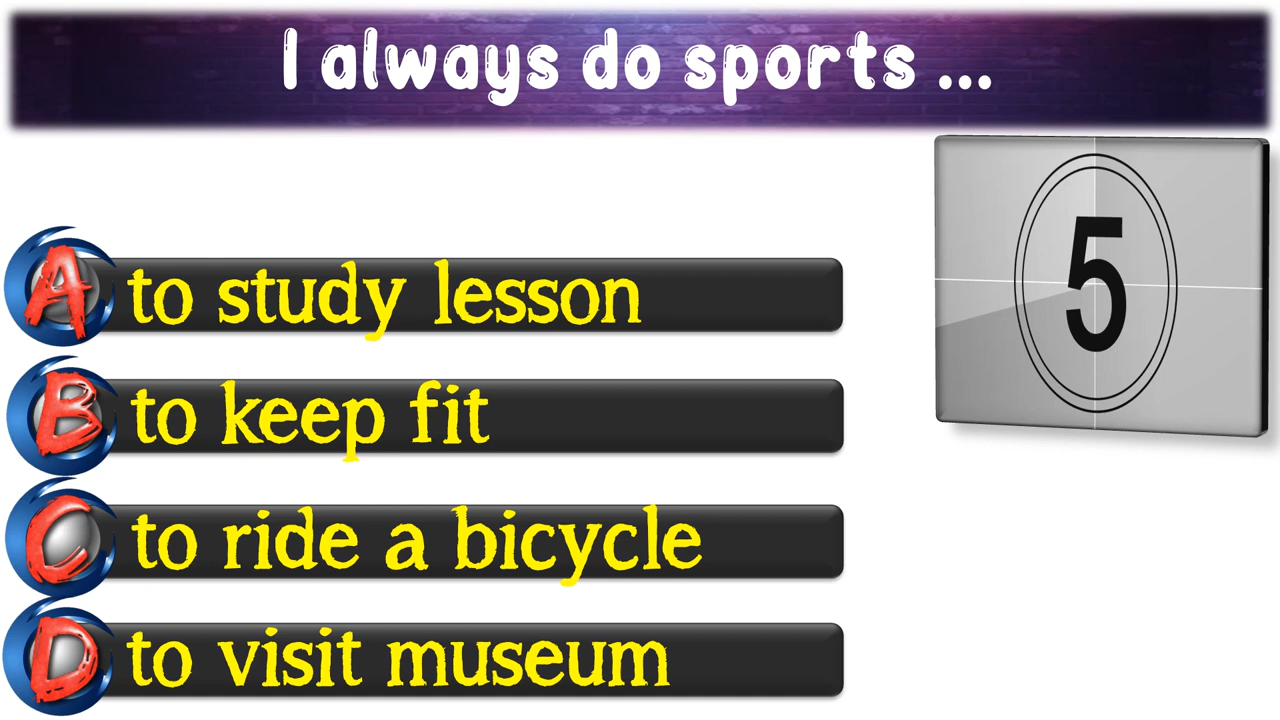 I always do sports ...
5
A to study lesson
B to keep fit
C to ride a bicycle
D to visit museum